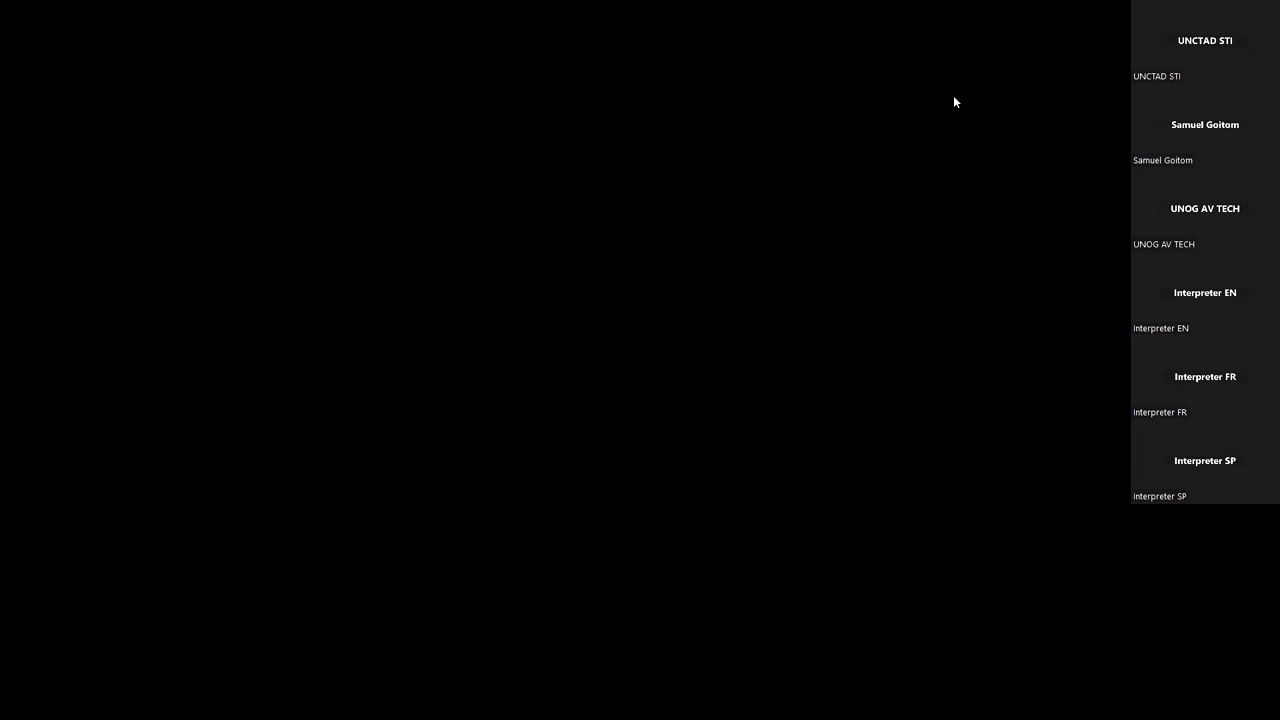 UNCTAD STI
UNCTAD STI
Samuel Goitom
Samuel Goitom
UNOG AV TECH
UNOG AV TECH
Interpreter EN
Interpreter EN
Interpreter FR
Interpreter FR
Interpreter SP
Interpreter SP